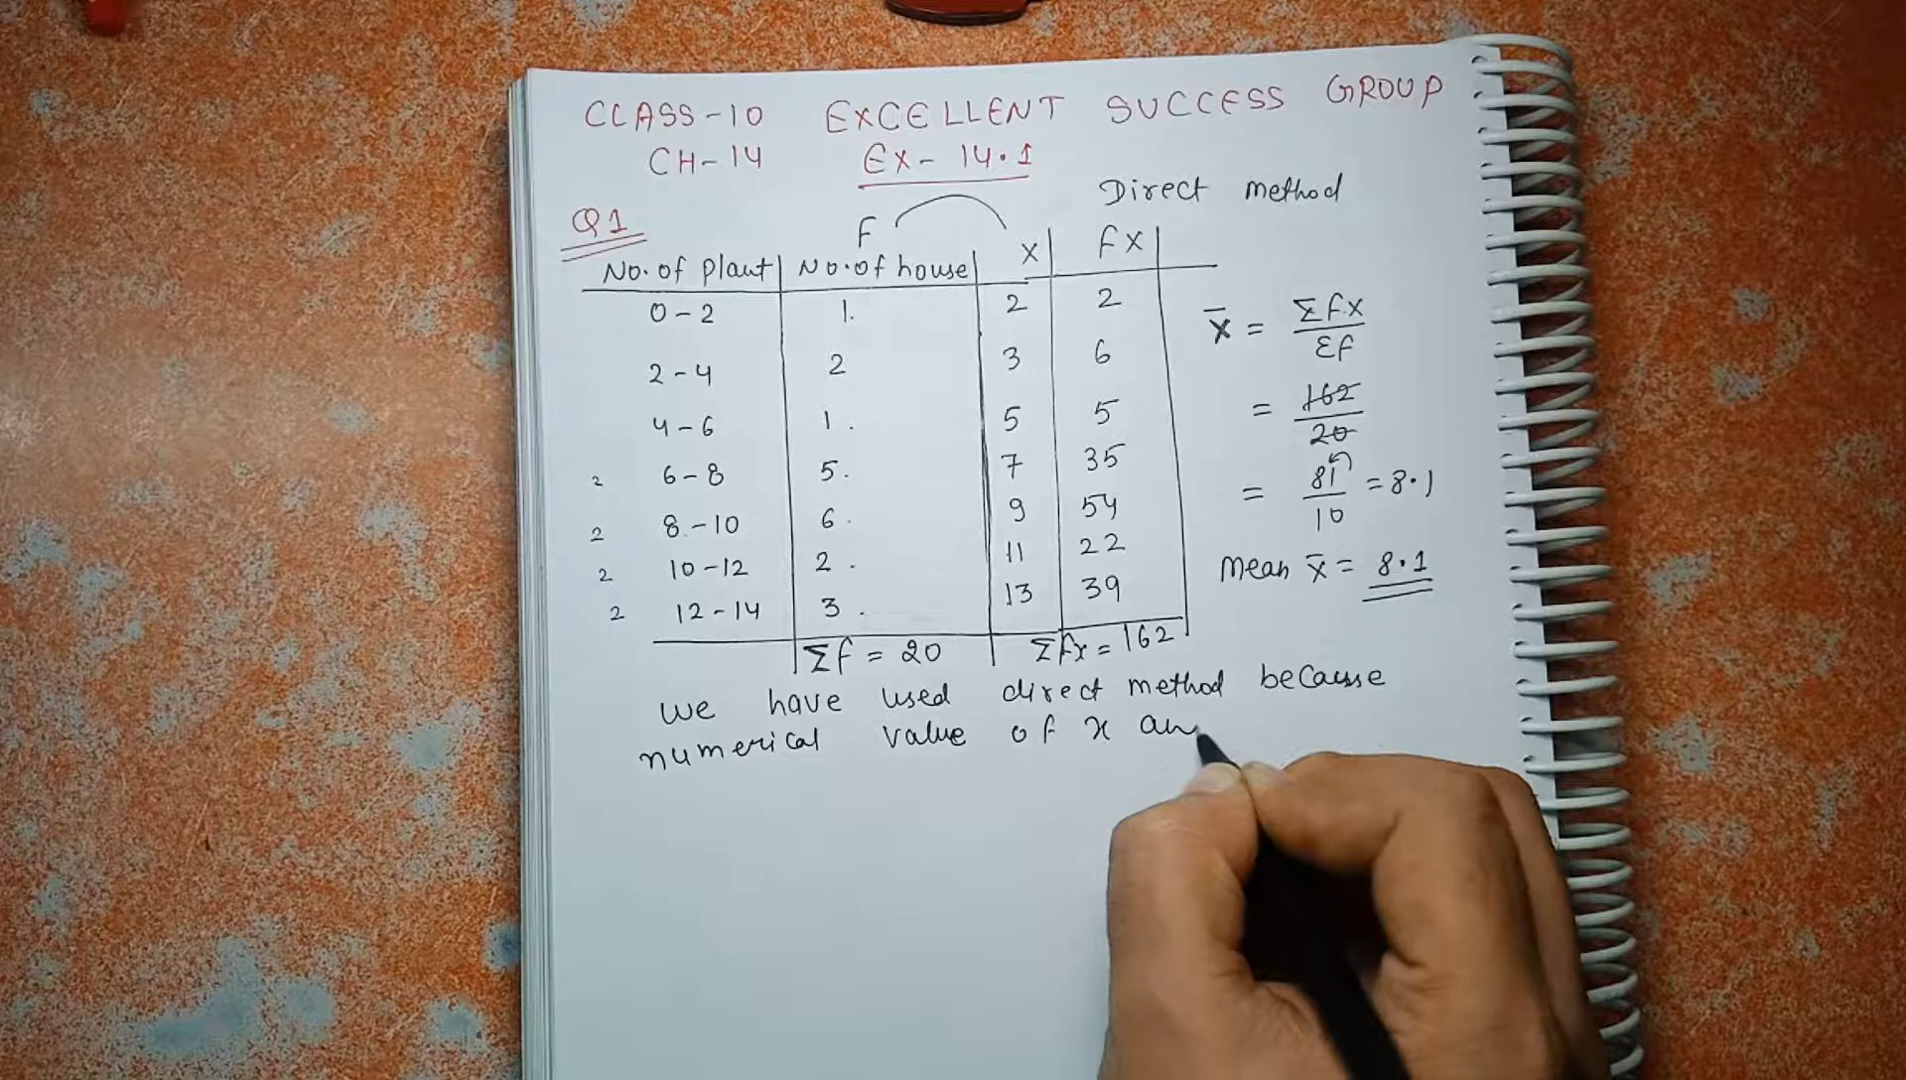 CLASS-10 EXCELLENT SUCCESS GROUP
CH-14 EX-14.1
Direct method
Q1
F
No. of plant No. of house X FX
0-2 1. 2 2
2-4 2 3 6
4-6 1. 5 5
2 6-8 5. 7 35
2 8.-10 6. 9 54
2 10-12 2. 11 22
2 12-14 3. 13 39
Σf = 20 Σfx = 162
x̄ = Σfx / Σf
= 162 / 20
= 81 / 10 = 8.1
Mean x̄ = 8.1
we have used direct method because
numerical value of x an